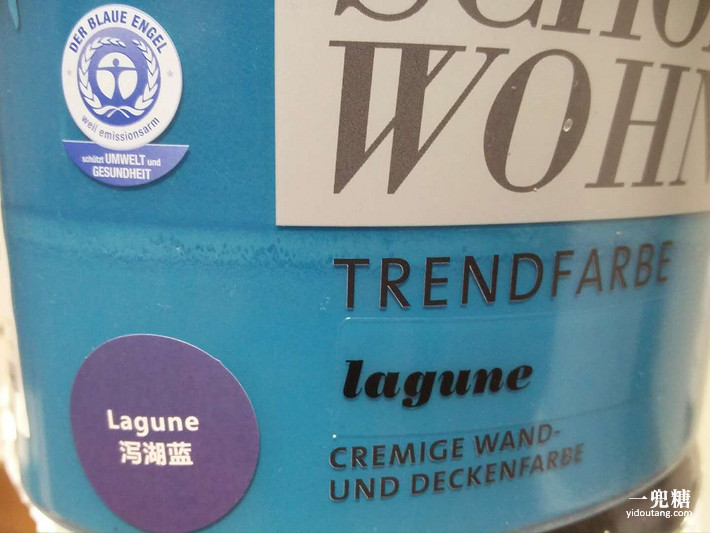 DER BLAUE ENGEL
weil emissionsarm
schützt UMWELT und
GESUNDHEIT
WOHN
TRENDFARBE
lagune
CREMIGE WAND-
UND DECKENFARBE
Lagune
泻湖蓝
一兜糖
yidoutang.com